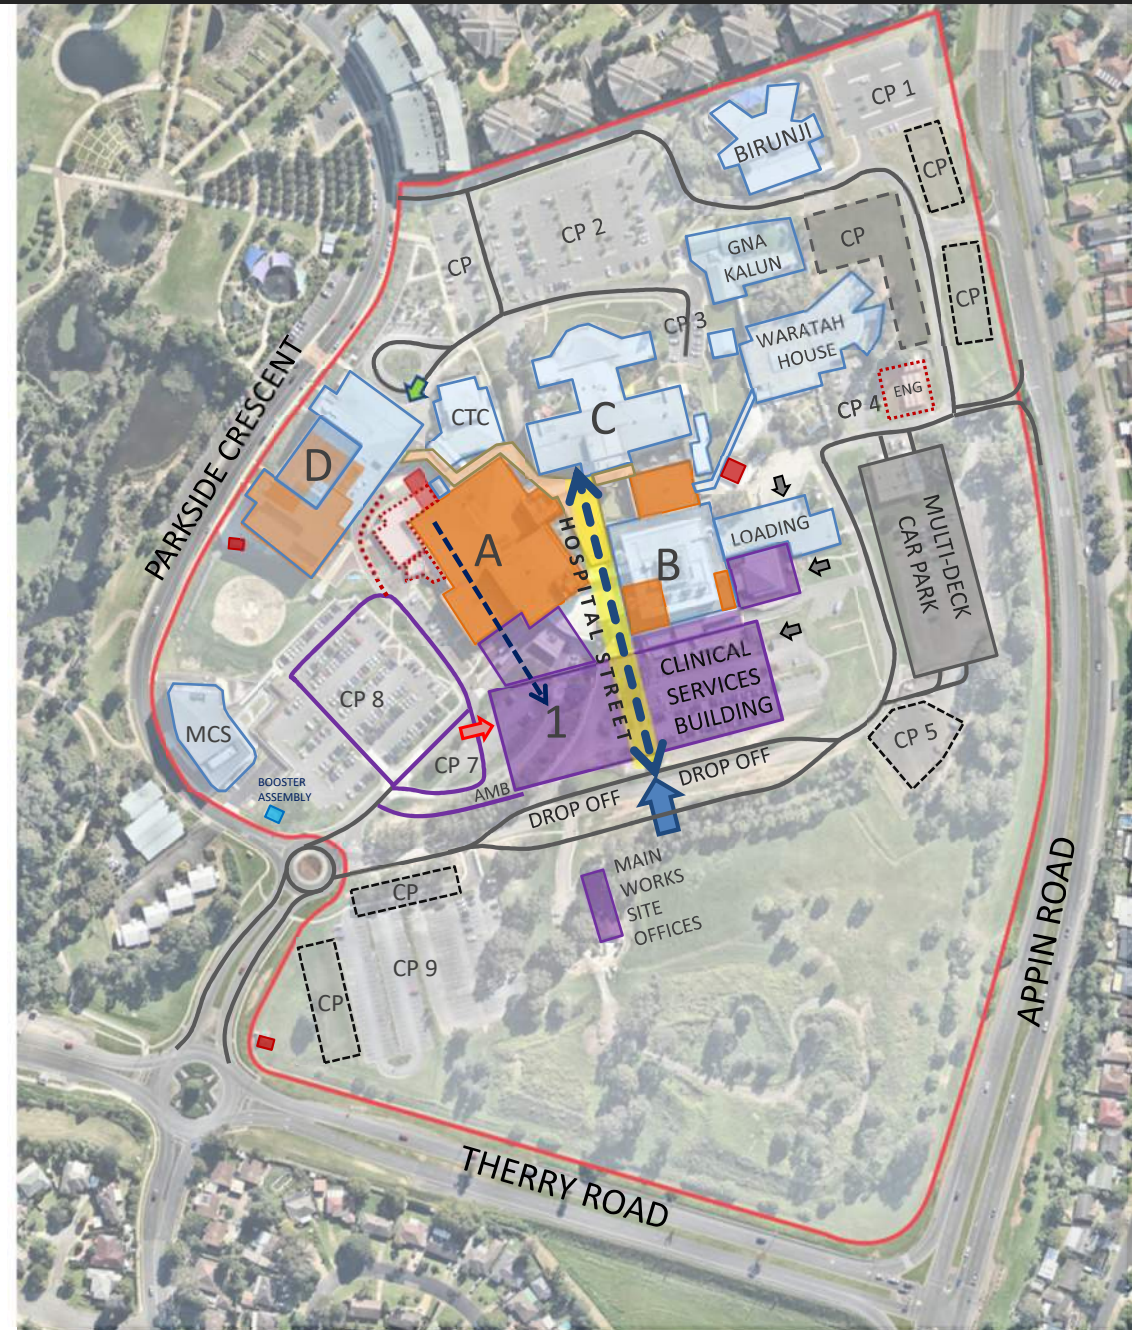 CP 1
BIRUNJI
CP
CP 2
GNA
KALUN
CP
CP
CP
CP 3
WARATAH
HOUSE
ENG
CP 4
CTC
C
PARKSIDE CRESCENT
D
MULTI-DECK
CAR PARK
LOADING
HOSPITAL STREET
A
B
CLINICAL
SERVICES
BUILDING
CP 8
1
MCS
CP 5
CP 7
DROP OFF
BOOSTER
ASSEMBLY
AMB
DROP OFF
MAIN
WORKS
SITE
OFFICES
CP
CP 9
CP
APPIN ROAD
THERRY ROAD